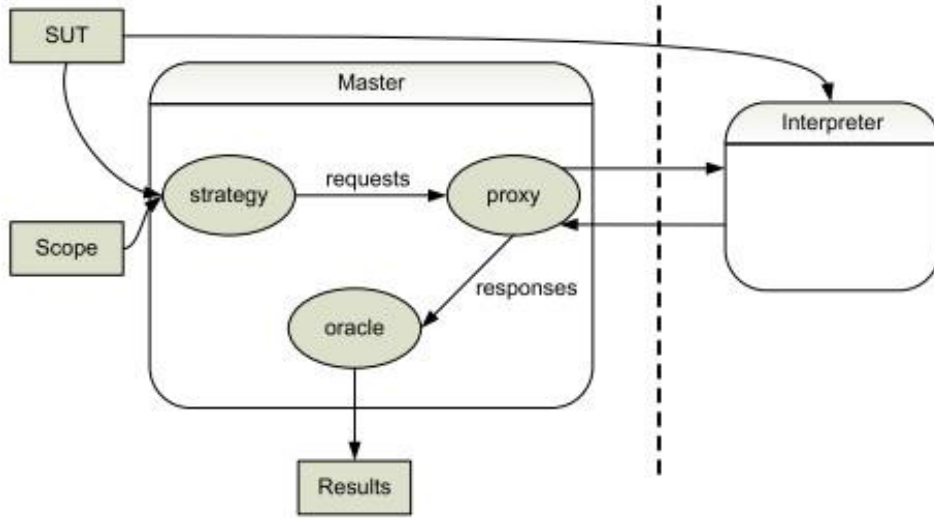 SUT
Master
Interpreter
strategy
requests
proxy
Scope
responses
oracle
Results